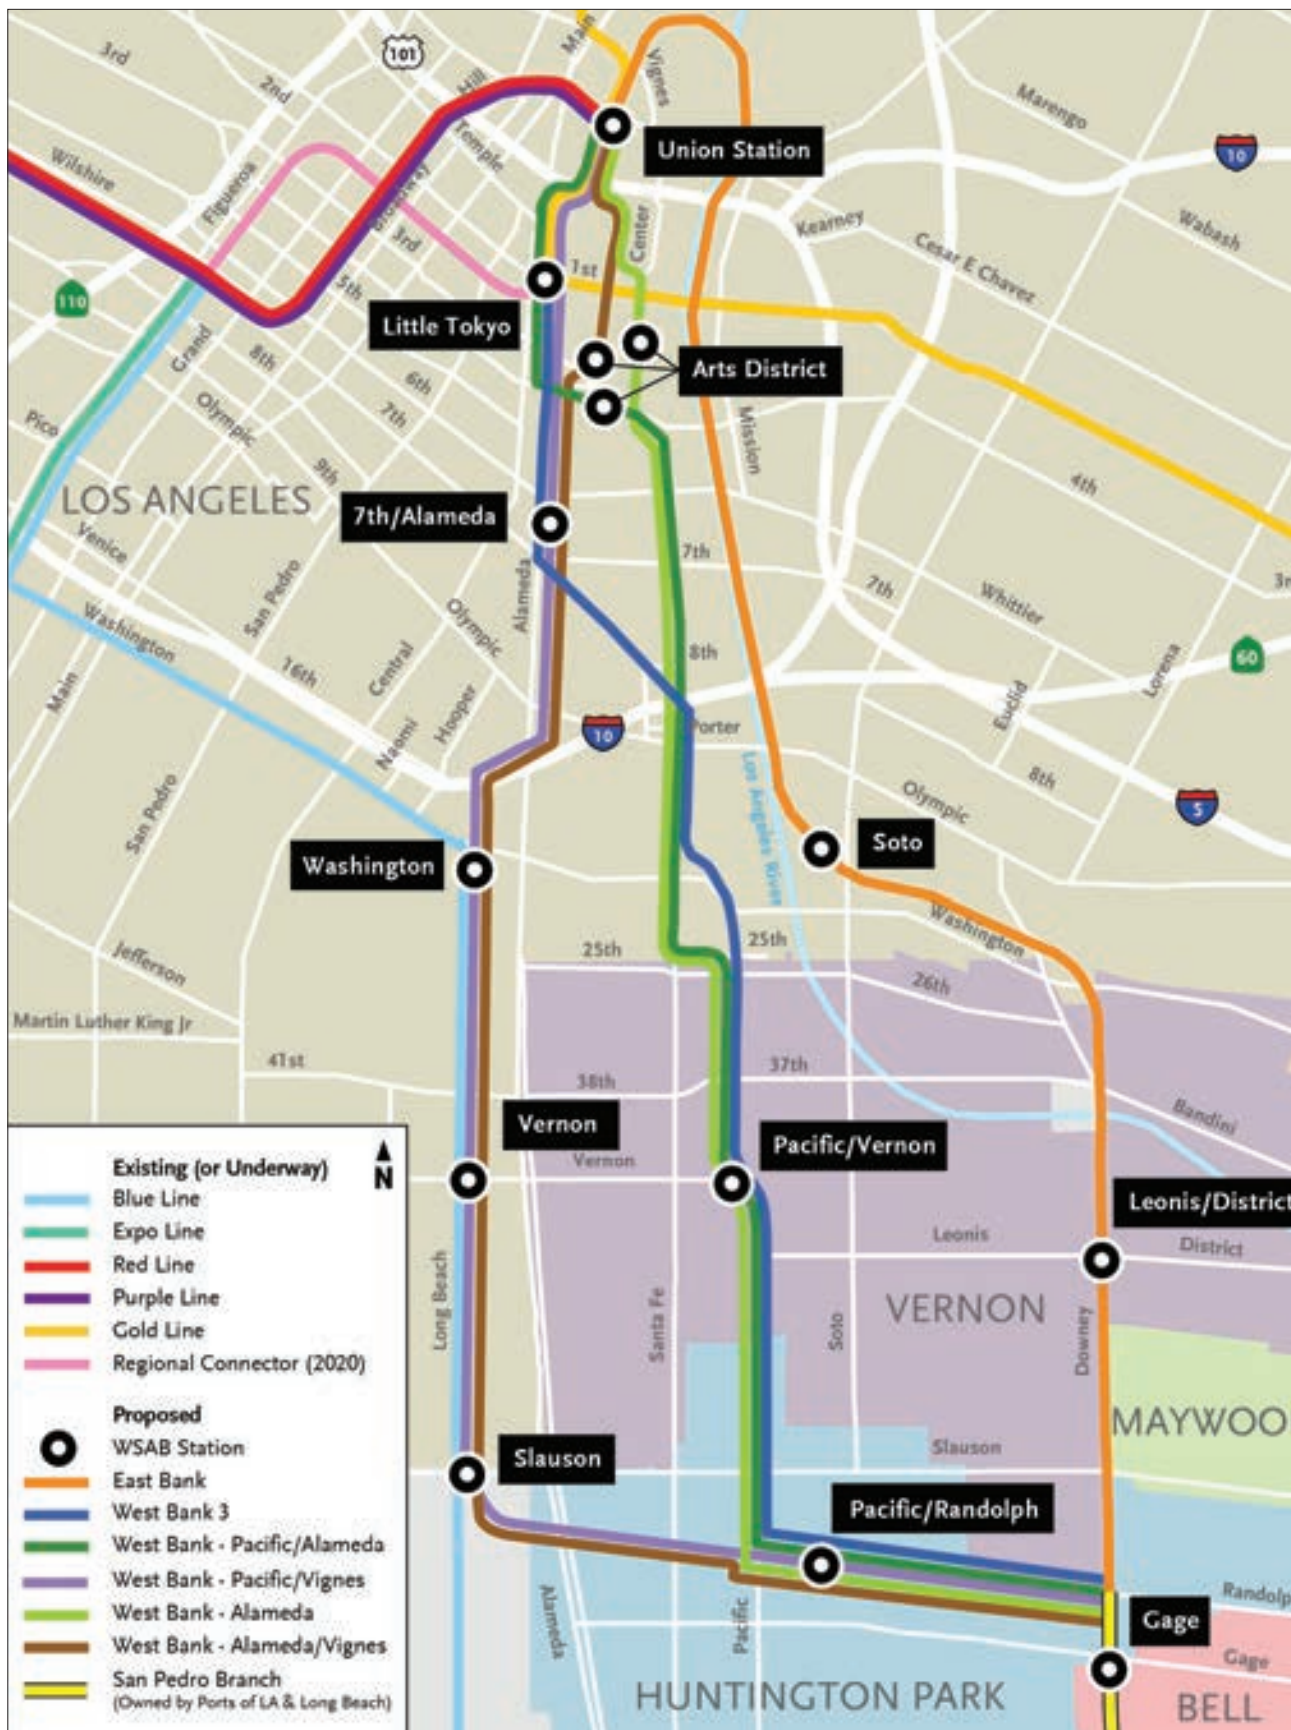 Main
101
3rd
2nd
Hill
Vignes
Marengo
Temple
Union Station
10
Wilshire
Figueroa
Broadway
3rd
Center
Kearney
Wabash
Cesar E Chavez
1st
110
5th
Little Tokyo
Grand
8th
6th
Arts District
7th
Olympic
Pico
Mission
9th
4th
LOS ANGELES
7th/Alameda
Venice
7th
Alameda
San Pedro
7th
Whittier
3r
Washington
Olympic
16th
Central
8th
Lorena
60
Main
Hooper
Euclid
Naomi
10
Porter
8th
San Pedro
Los Angeles River
Olympic
5
Soto
Washington
Washington
Jefferson
25th
25th
26th
Martin Luther King Jr
41st
38th
37th
Bandini
Vernon
Pacific/Vernon
Vernon
Leonis/District
Leonis
District
Long Beach
Santa Fe
VERNON
Soto
Downey
MAYWOO
Slauson
Slauson
Pacific/Randolph
Alameda
Pacific
Randolp
Gage
Gage
HUNTINGTON PARK
BELL
N
Existing (or Underway)
Blue Line
Expo Line
Red Line
Purple Line
Gold Line
Regional Connector (2020)
Proposed
WSAB Station
East Bank
West Bank 3
West Bank - Pacific/Alameda
West Bank - Pacific/Vignes
West Bank - Alameda
West Bank - Alameda/Vignes
San Pedro Branch
(Owned by Ports of LA & Long Beach)